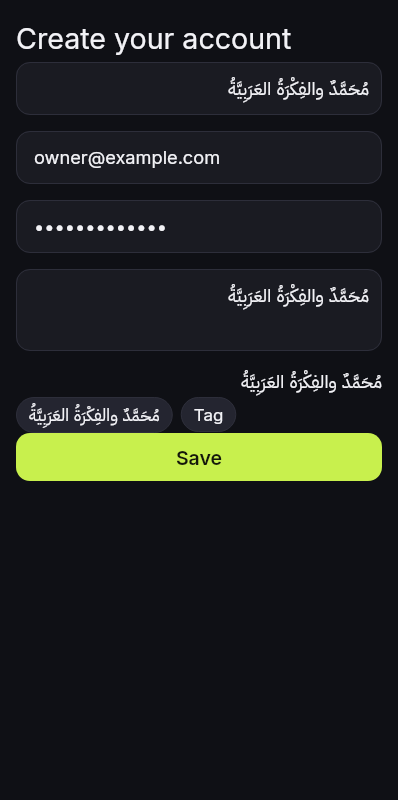 Create your account
مُحَمَّدٌ والفِكْرَةُ العَرَبِيَّةُ
owner@example.com
•••••••••••••
مُحَمَّدٌ والفِكْرَةُ العَرَبِيَّةُ
مُحَمَّدٌ والفِكْرَةُ العَرَبِيَّةُ
مُحَمَّدٌ والفِكْرَةُ العَرَبِيَّةُ Tag
Save